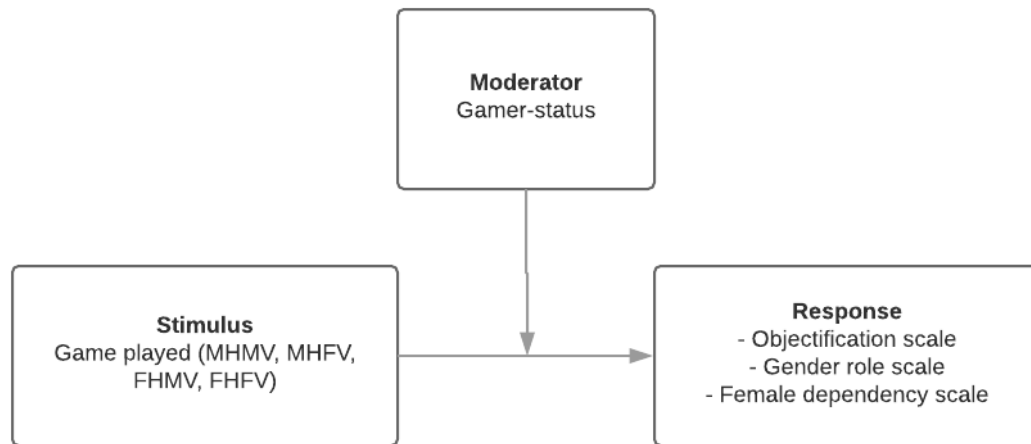 Moderator
Gamer-status
Stimulus
Game played (MHMV, MHFV,
FHMV, FHFV)
Response
- Objectification scale
- Gender role scale
- Female dependency scale